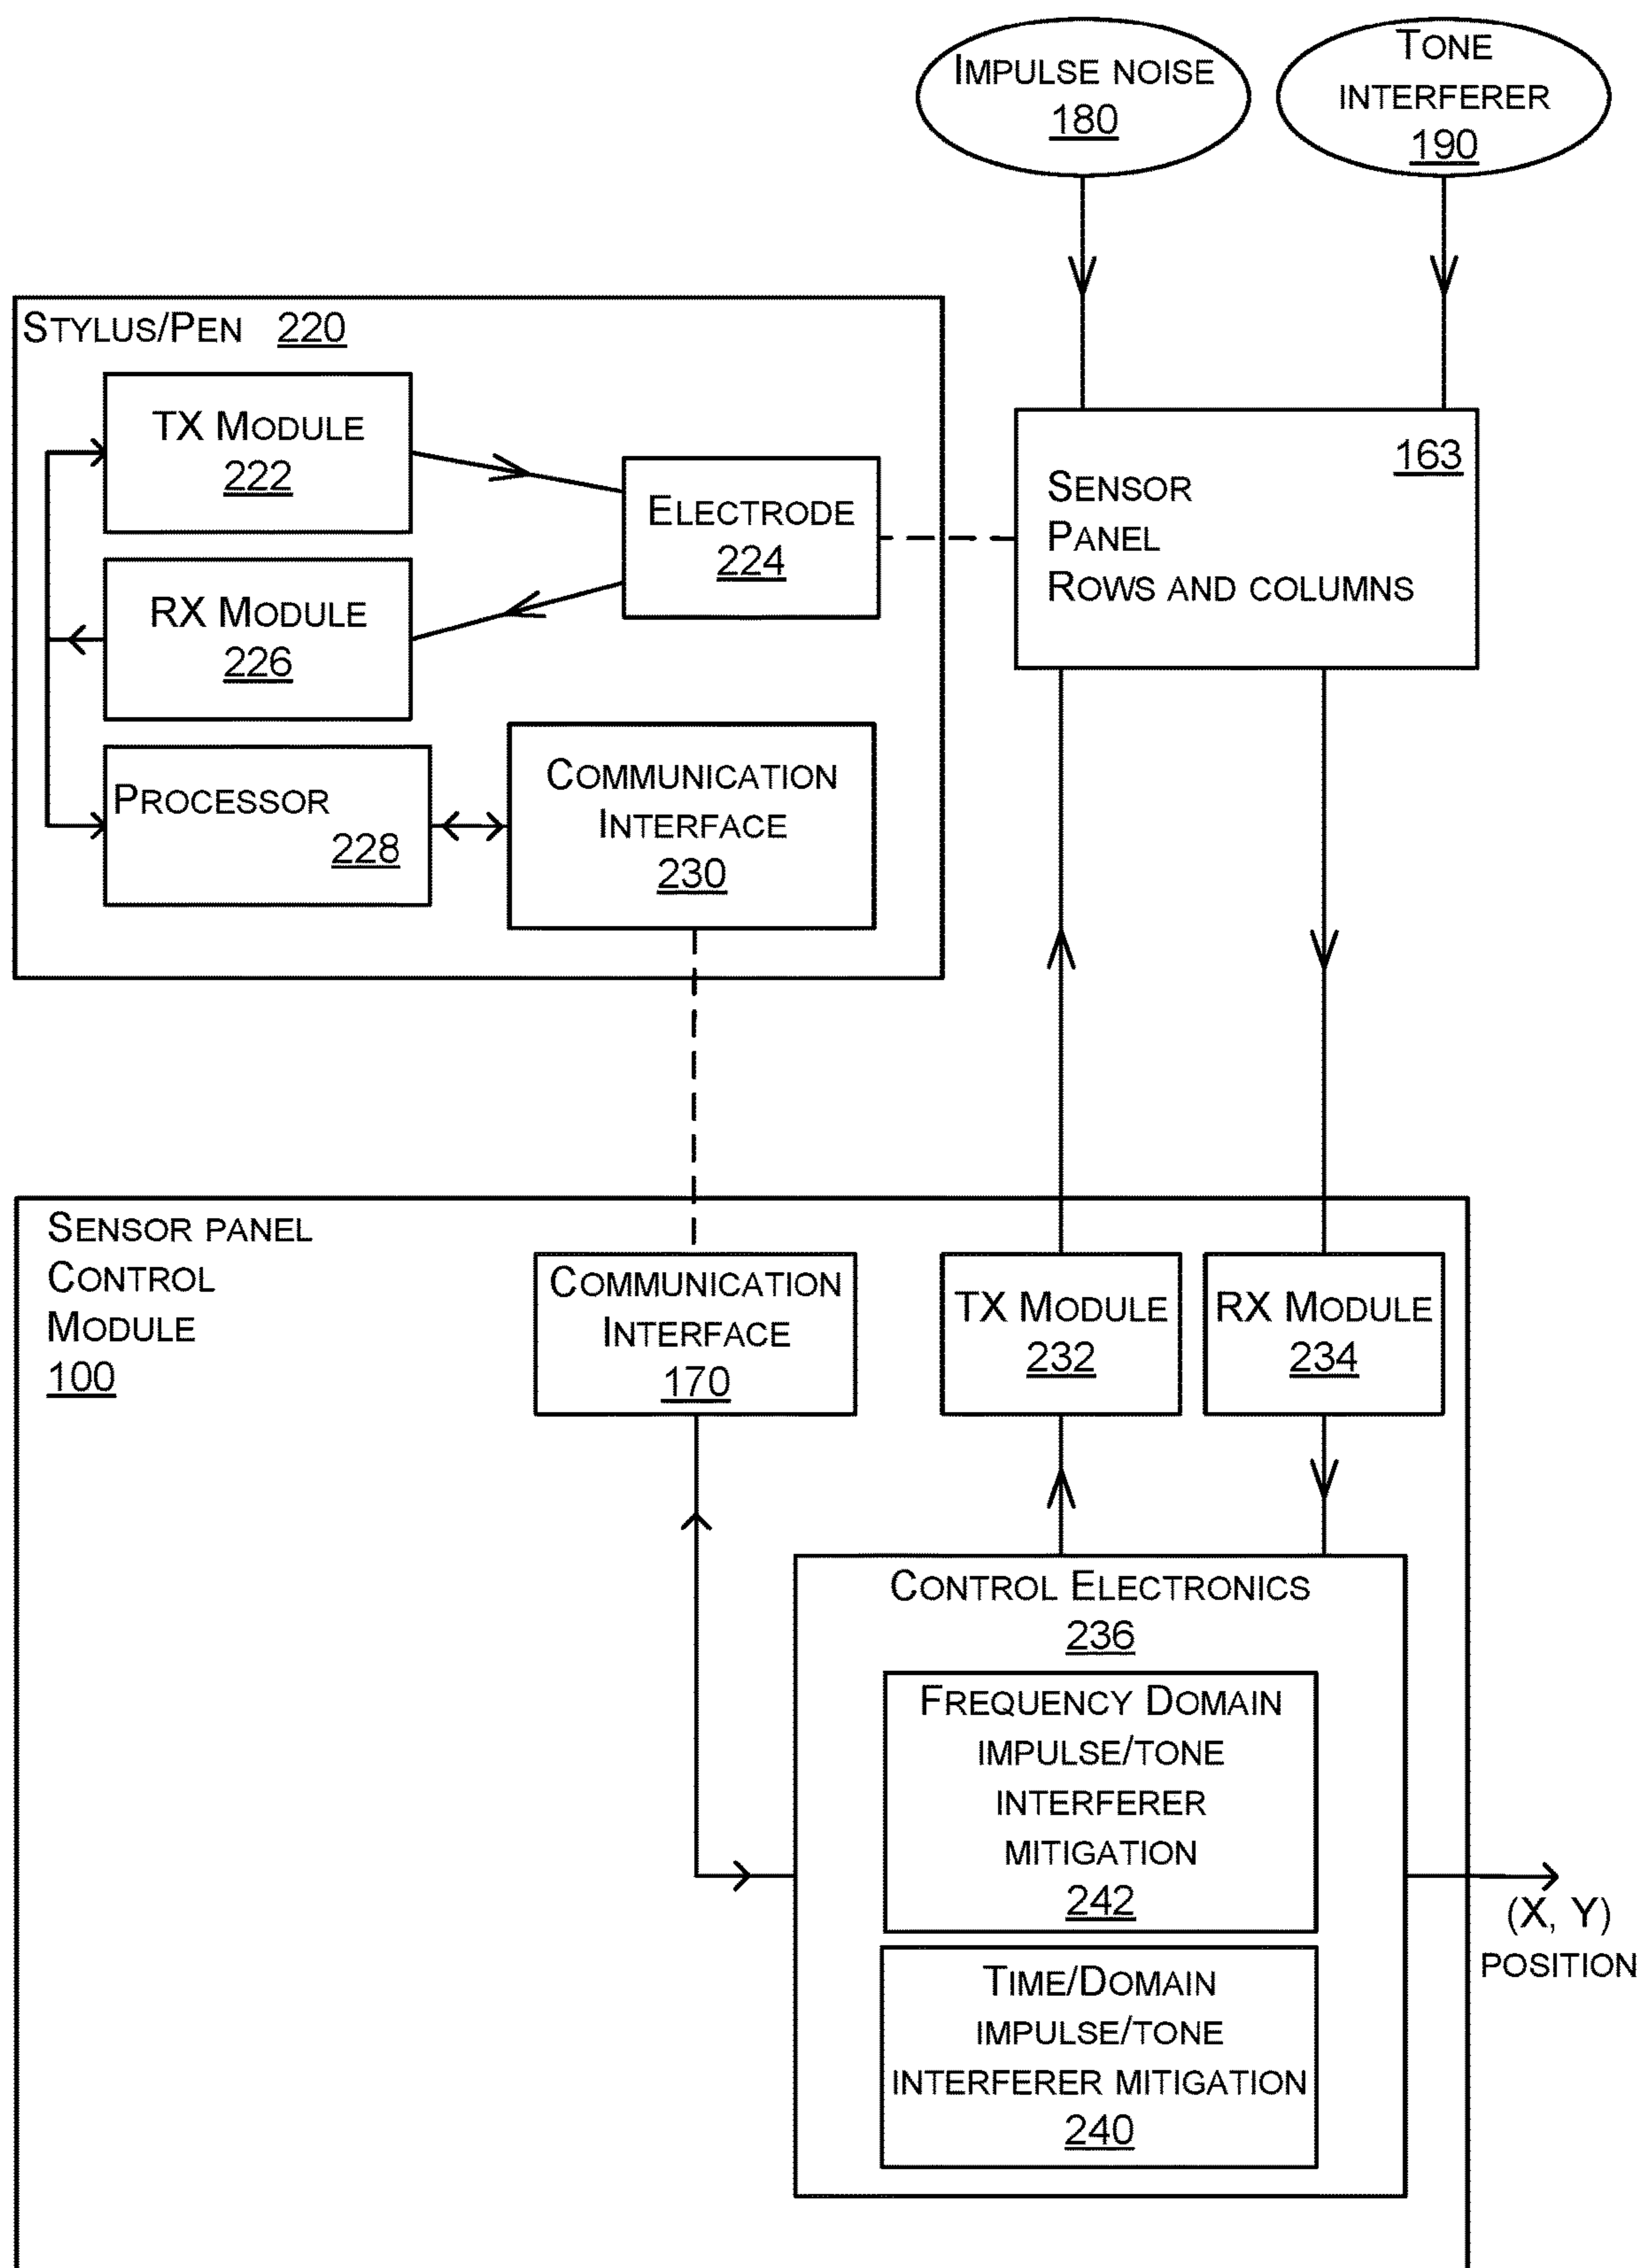 IMPULSE NOISE
180
TONE
INTERFERER
190
STYLUS/PEN 220
TX MODULE
222
ELECTRODE
224
RX MODULE
226
PROCESSOR
228
COMMUNICATION
INTERFACE
230
163
SENSOR
PANEL
ROWS AND COLUMNS
SENSOR PANEL
CONTROL
MODULE
100
COMMUNICATION
INTERFACE
170
TX MODULE
232
RX MODULE
234
CONTROL ELECTRONICS
236
FREQUENCY DOMAIN
IMPULSE/TONE
INTERFERER
MITIGATION
242
TIME/DOMAIN
IMPULSE/TONE
INTERFERER MITIGATION
240
(X, Y)
POSITION